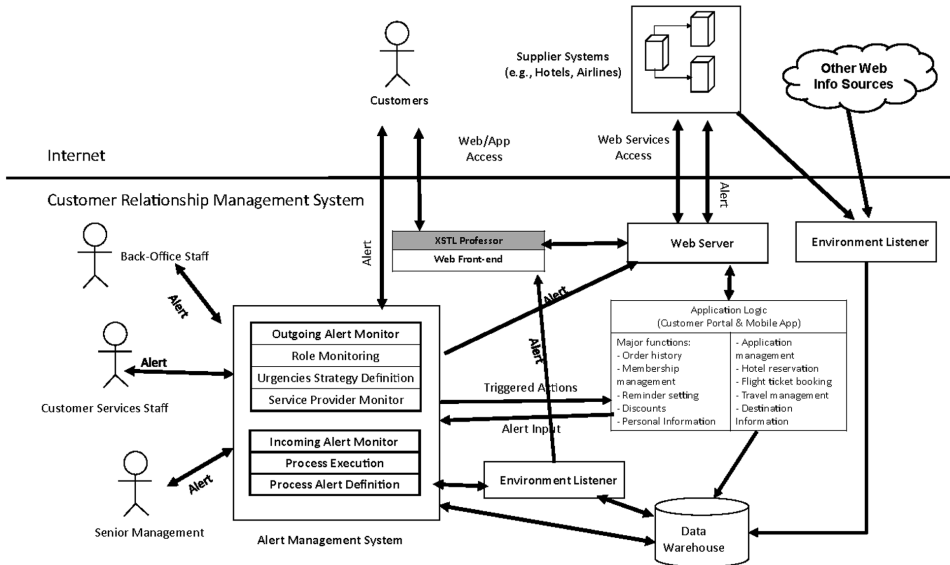 Supplier Systems
(e.g., Hotels, Airlines)
Other Web
Info Sources
Customers
Web/App
Access
Web Services
Access
Internet
Alert
Customer Relationship Management System
XSTL Professor
Web Front-end
Web Server
Environment Listener
Back-Office Staff
Alert
Alert
Alert
Alert
Outgoing Alert Monitor
Role Monitoring
Urgencies Strategy Definition
Service Provider Monitor
Application Logic
(Customer Portal & Mobile App)
Major functions:
- Order history
- Membership
management
- Reminder setting
- Discounts
- Personal Information
- Application
management
- Hotel reservation
- Flight ticket booking
- Travel management
- Destination
Information
Alert
Customer Services Staff
Triggered Actions
Alert Input
Incoming Alert Monitor
Process Execution
Process Alert Definition
Environment Listener
Alert
Senior Management
Alert Management System
Data
Warehouse